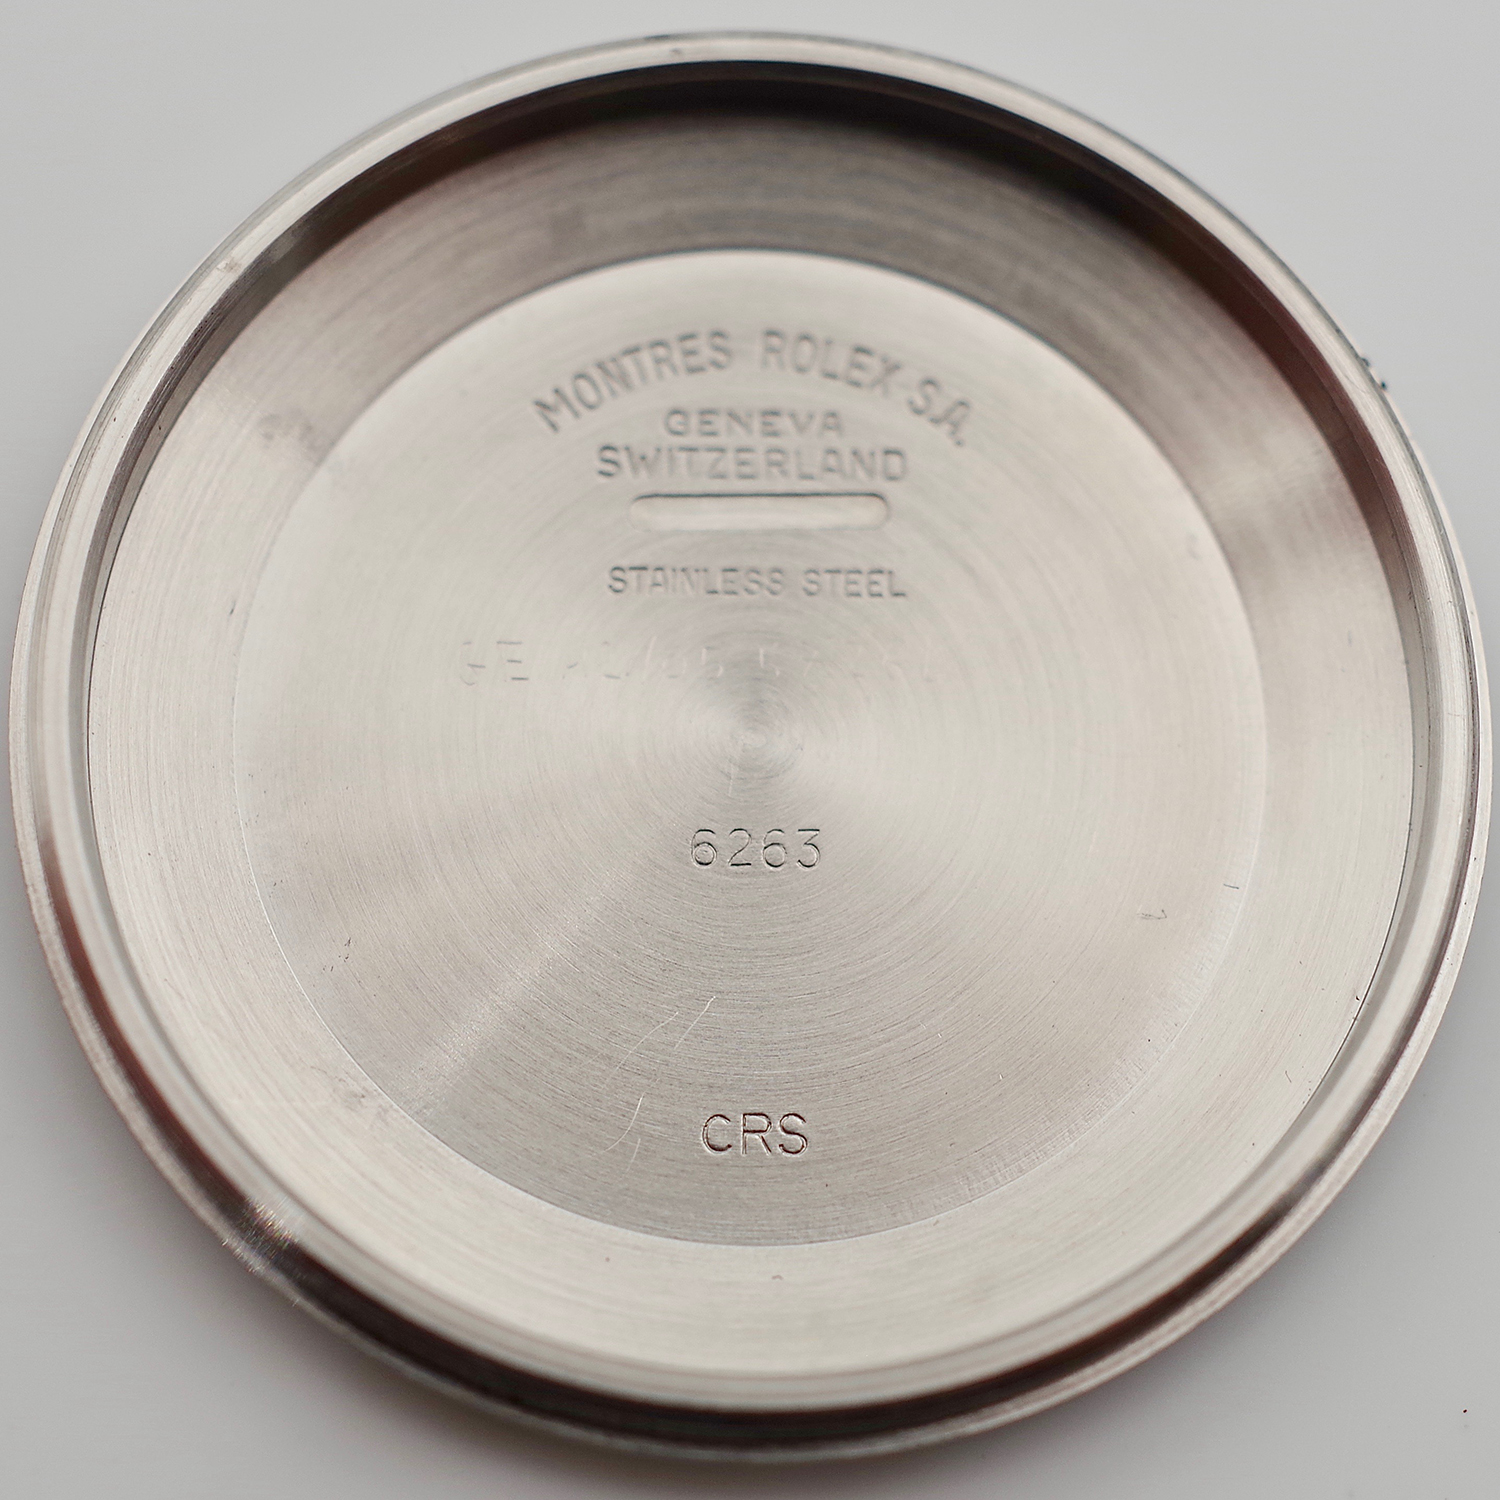 MONTRES ROLEX S.A.
GENEVA
SWITZERLAND
STAINLESS STEEL
6263
CRS